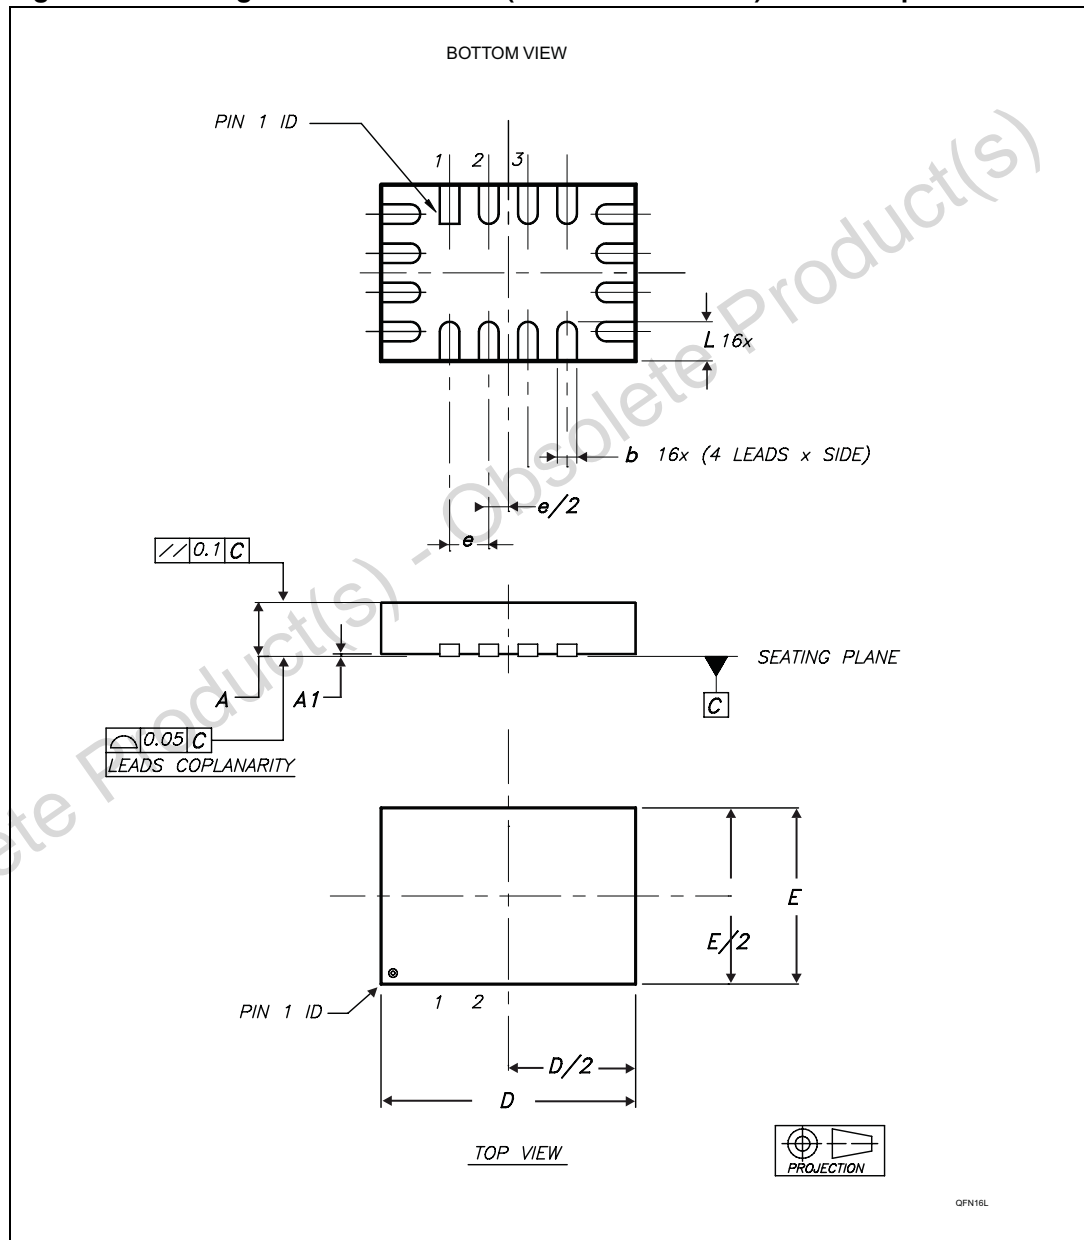 BOTTOM VIEW
PIN 1 ID
1 2 3
L 16x
b 16x (4 LEADS x SIDE)
e/2
e
// 0.1 C
SEATING PLANE
A A1
C
0.05 C
LEADS COPLANARITY
E
E/2
PIN 1 ID
1 2
D/2
D
TOP VIEW
PROJECTION
QFN16L
Obsolete Product(s)
ete Product(s) -